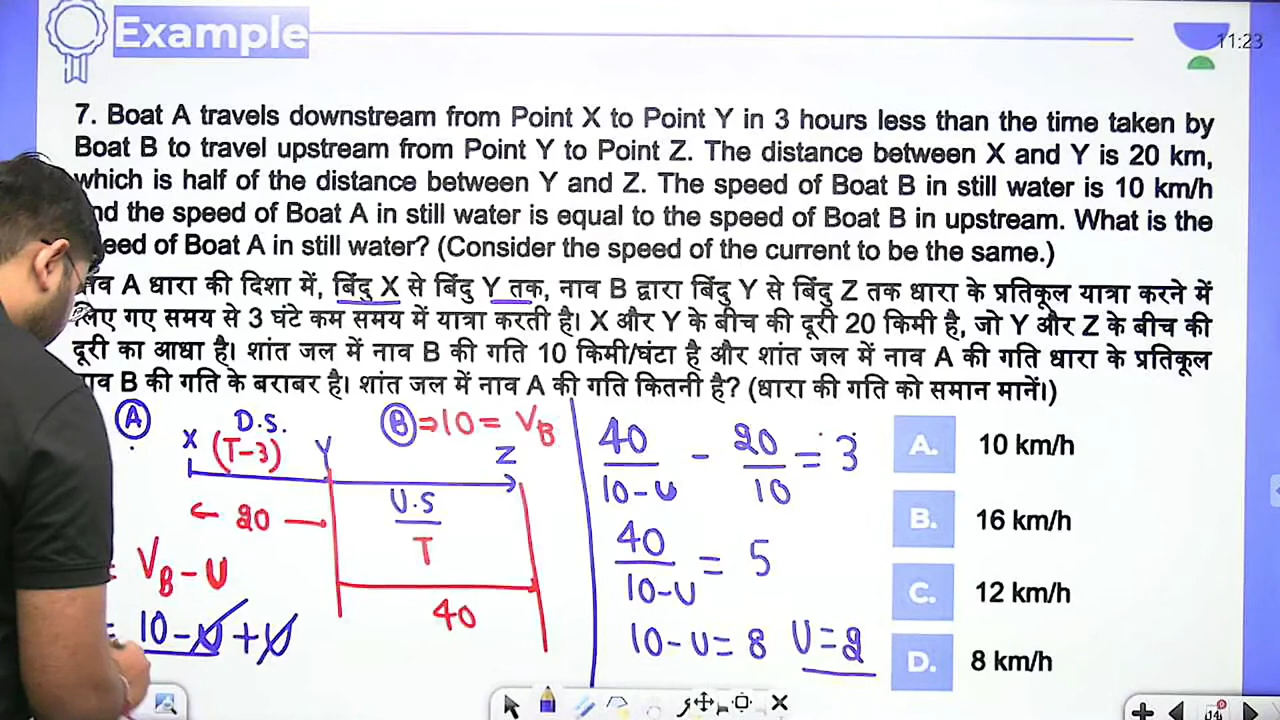 Example
11:23
7. Boat A travels downstream from Point X to Point Y in 3 hours less than the time taken by
Boat B to travel upstream from Point Y to Point Z. The distance between X and Y is 20 km,
which is half of the distance between Y and Z. The speed of Boat B in still water is 10 km/h
nd the speed of Boat A in still water is equal to the speed of Boat B in upstream. What is the
eed of Boat A in still water? (Consider the speed of the current to be the same.)
A धारा की दिशा में, बिंदु X से बिंदु Y तक, नाव B द्वारा बिंदु Y से बिंदु Z तक धारा के प्रतिकूल यात्रा करने में
लिए गए समय से 3 घंटे कम समय में यात्रा करती है। X और Y के बीच की दूरी 20 किमी है, जो Y और Z के बीच की
दूरी का आधा है। शांत जल में नाव B की गति 10 किमी/घंटा है और शांत जल में नाव A की गति धारा के प्रतिकूल
B की गति के बराबर है। शांत जल में नाव A की गति कितनी है? (धारा की गति को समान मानें।)
A
D.S.
X (T-3) Y
B ⇒ 10 = VB
Z
← 20 →
U.S
T
40
= VB - U
= 10 - U + U
40/10-U - 20/10 = 3
40/10-U = 5
10-U = 8 U = 2
A. 10 km/h
B. 16 km/h
C. 12 km/h
D. 8 km/h
14